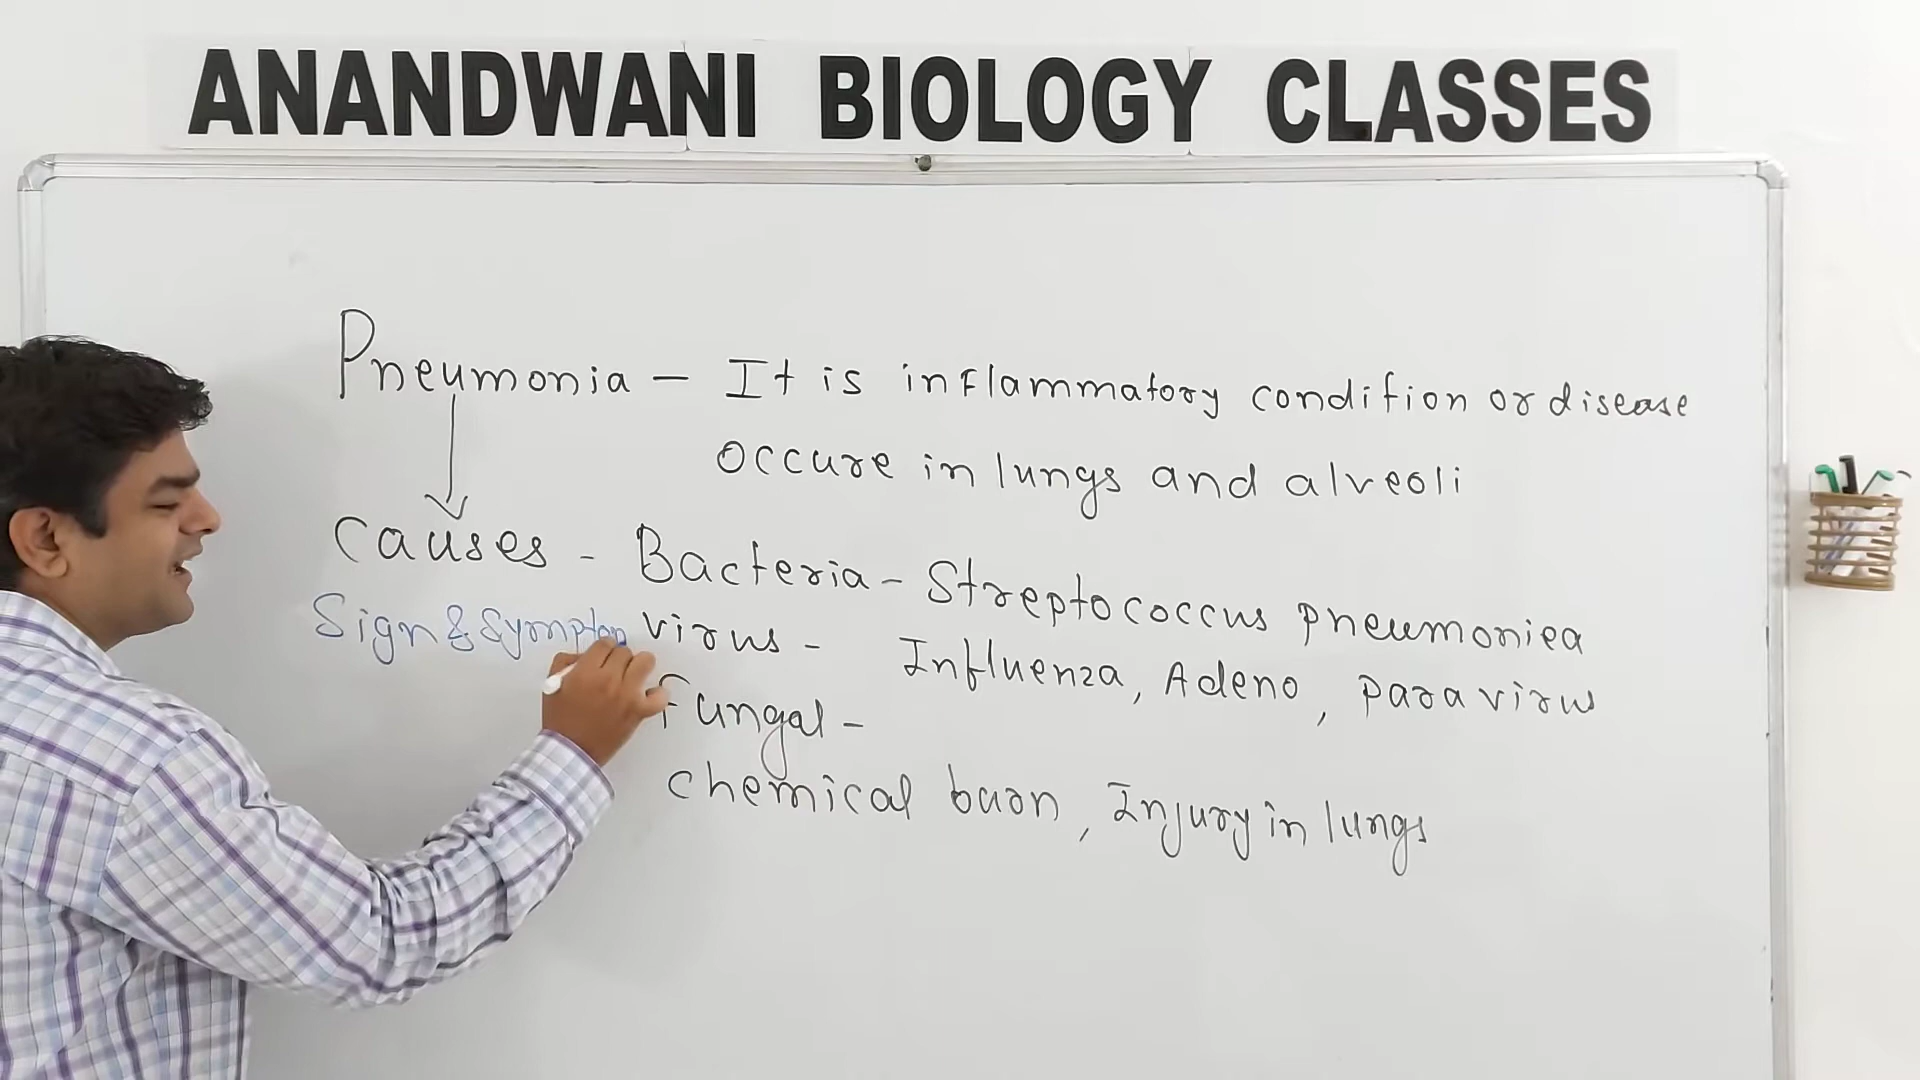 ANANDWANI BIOLOGY CLASSES
Pneumonia - It is inflammatory condition or disease
occure in lungs and alveoli
Causes - Bacteria - Streptococcus pneumoniea
Sign & Symptom
virus - Influenza, Adeno, para virus
Fungal -
chemical burn, Injury in lungs